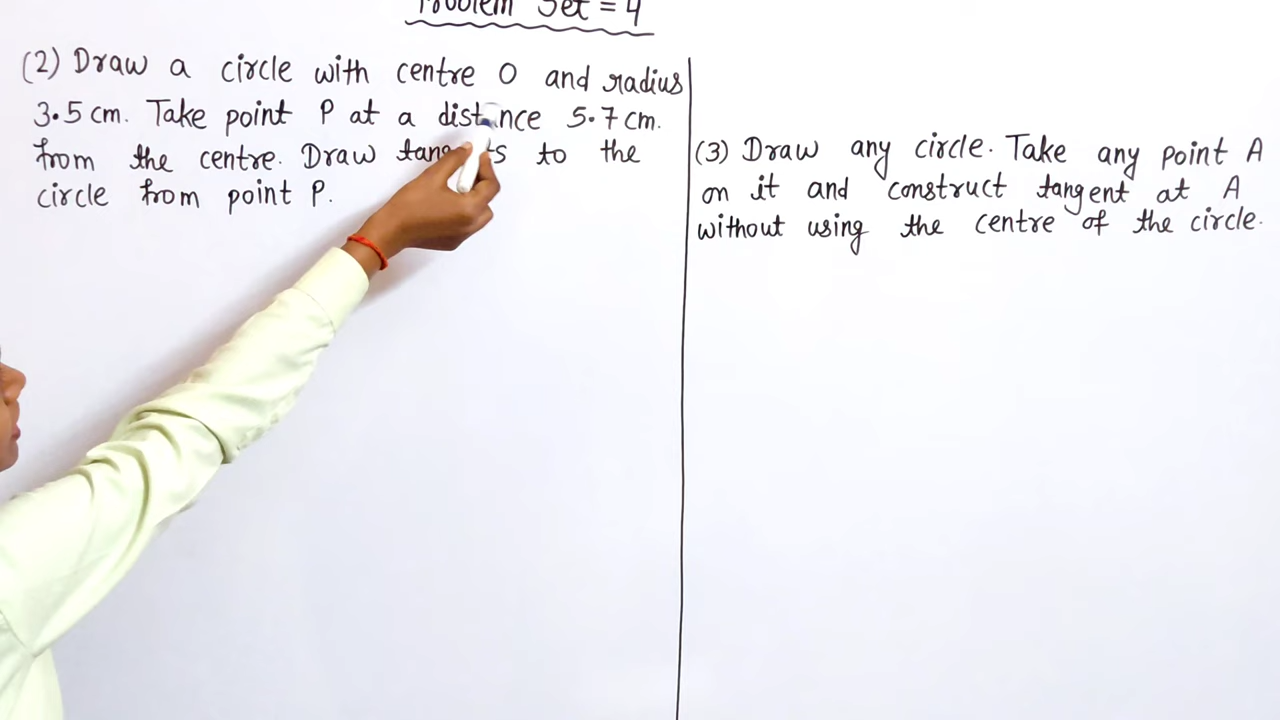 Problem Set = 4
(2) Draw a circle with centre O and radius
3.5 cm. Take point P at a distance 5.7 cm.
from the centre. Draw to the
circle from point P.
(3) Draw any circle. Take any point A
on it and construct tangent at A
without using the centre of the circle.